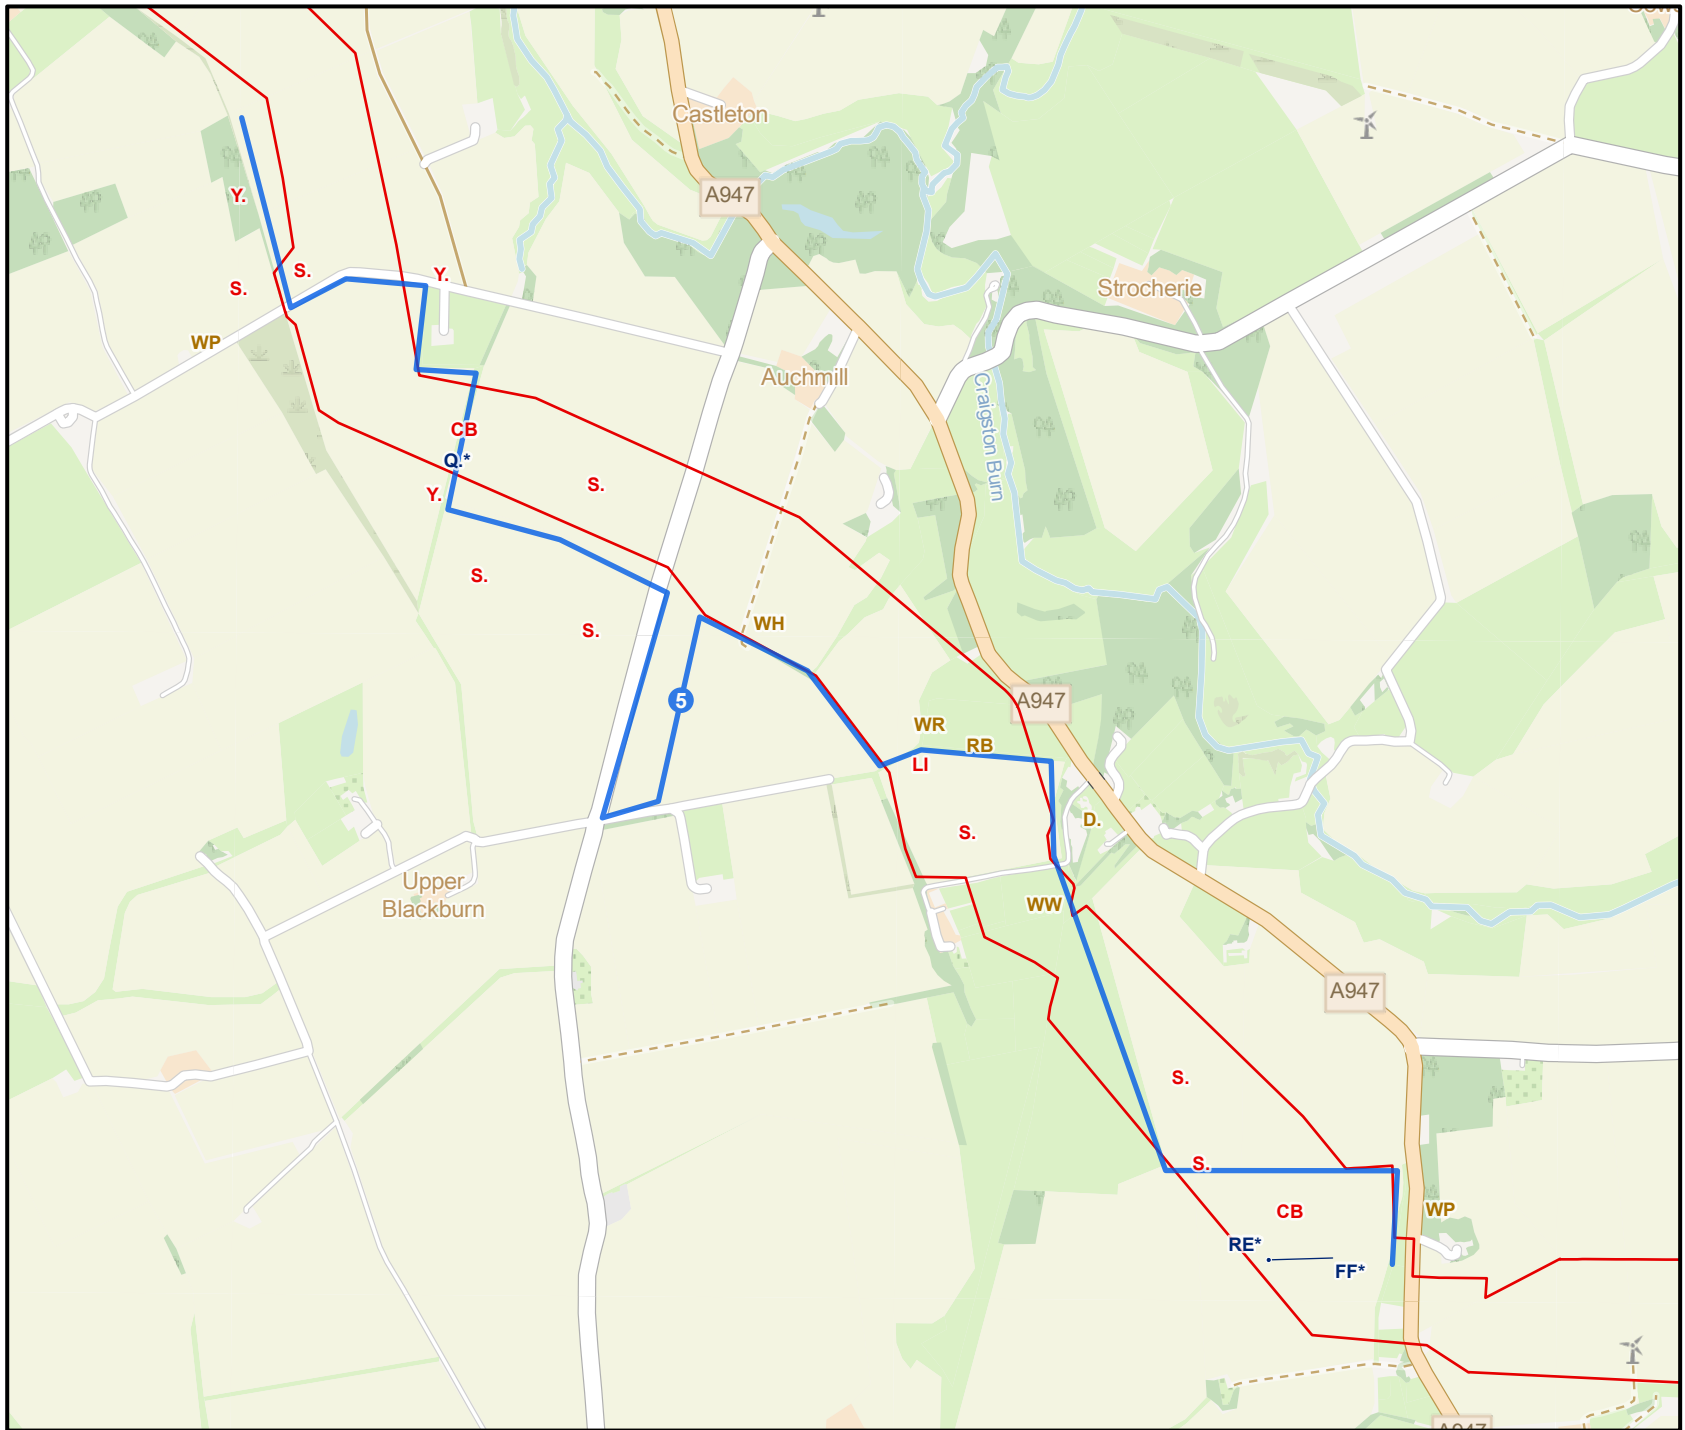 Castleton
A947
Y.
S.
S.
Y.
Strocherie
WP
Auchmill
Craigston Burn
CB
Q.*
Y.
S.
S.
S.
WH
5
A947
WR
RB
LI
S.
D.
Upper
Blackburn
WW
A947
S.
S.
CB
WP
RE*
FF*
A947